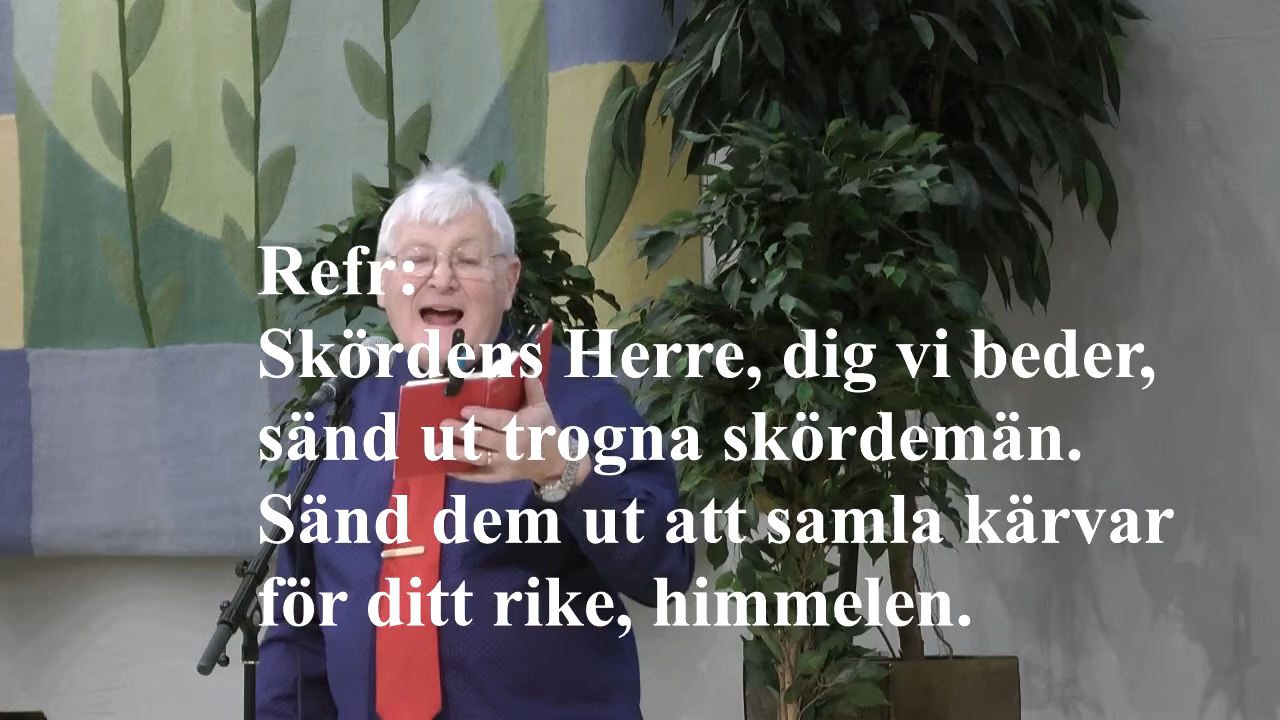 Refr:
Skördens Herre, dig vi beder,
sänd ut trogna skördemän.
Sänd dem ut att samla kärvar
för ditt rike, himmelen.